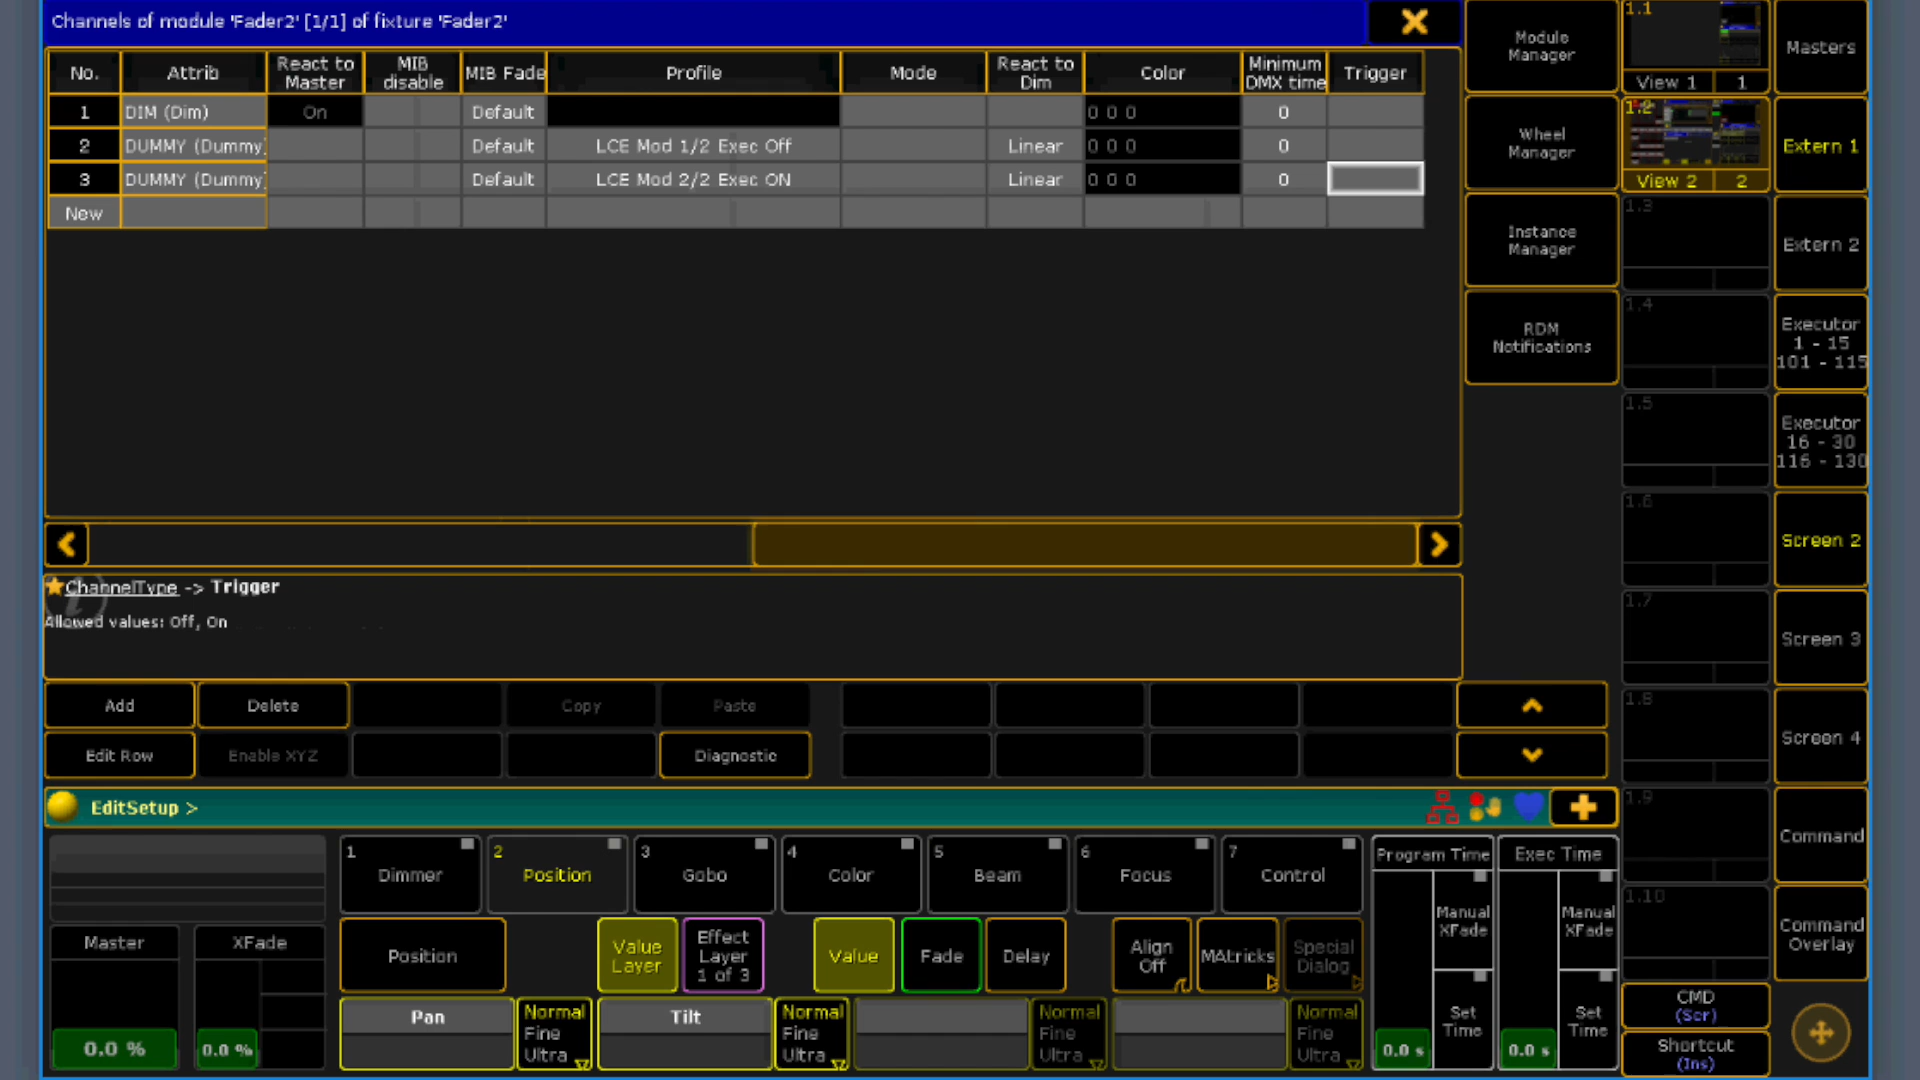 Channels of module 'Fader2' [1/1] of fixture 'Fader2'
No. Attrib React to Master MIB disable MIB Fade Profile Mode React to Dim Color Minimum DMX time Trigger
1 DIM (Dim) On Default 0 0 0 0
2 DUMMY (Dummy) Default LCE Mod 1/2 Exec Off Linear 0 0 0 0
3 DUMMY (Dummy) Default LCE Mod 2/2 Exec ON Linear 0 0 0 0
New
ChannelType -> Trigger
Allowed values: Off, On
Add Delete Copy Paste
Edit Row Enable XYZ Diagnostic
EditSetup >
1 Dimmer
2 Position
3 Gobo
4 Color
5 Beam
6 Focus
7 Control
Program Time
Exec Time
Master
XFade
Position
Value Layer
Effect Layer 1 of 3
Value
Fade
Delay
Align Off
MAtricks
Special Dialog
Manual XFade
Manual XFade
Pan
Normal
Fine
Ultra
Tilt
Normal
Fine
Ultra
Normal
Fine
Ultra
Normal
Fine
Ultra
0.0 %
0.0 %
0.0 s
Set Time
0.0 s
Set Time
Module Manager
Wheel Manager
Instance Manager
RDM Notifications
1.1
View 1 1
1.2
View 2 2
1.3
1.4
1.5
1.6
1.7
1.8
1.9
1.10
CMD
(Scr)
Shortcut
(Ins)
Masters
Extern 1
Extern 2
Executor
1 - 15
101 - 115
Executor
16 - 30
116 - 130
Screen 2
Screen 3
Screen 4
Command
Command
Overlay